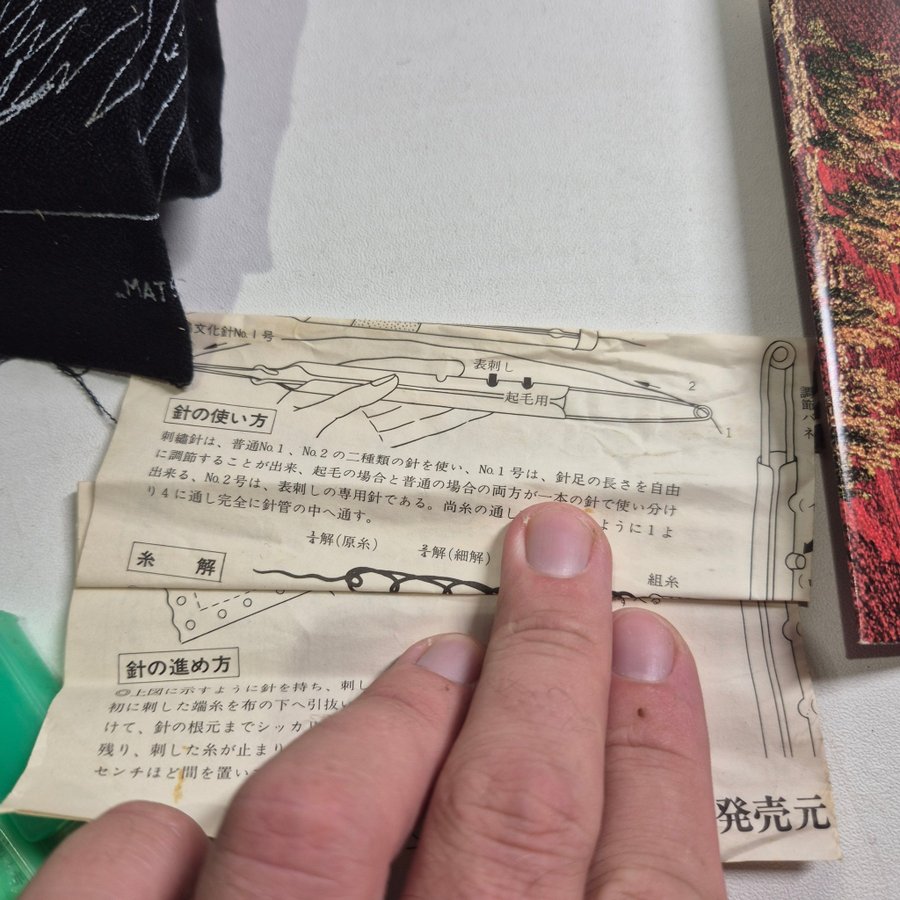 MAT
文化針No.1号
表刺し
2
起毛用
1
調節バネ
針の使い方
刺繡針は、普通No.1、No.2の二種類の針を使い、No.1号は、針足の長さを自由
に調節することが出来、起毛の場合と普通の場合の両方が一本の針で使い分け
出来る、No.2号は、表刺しの専用針である。尚糸の通し ように1よ
り4に通し完全に針管の中へ通す。
糸解
解(原糸)
解(細解)
組糸
針の進め方
◎上図に示すように針を持ち、刺し
初に刺した端糸を布の下へ引抜
けて、針の根元までシッカリ
残り、刺した糸が止まり
センチほど間を置い
発売元